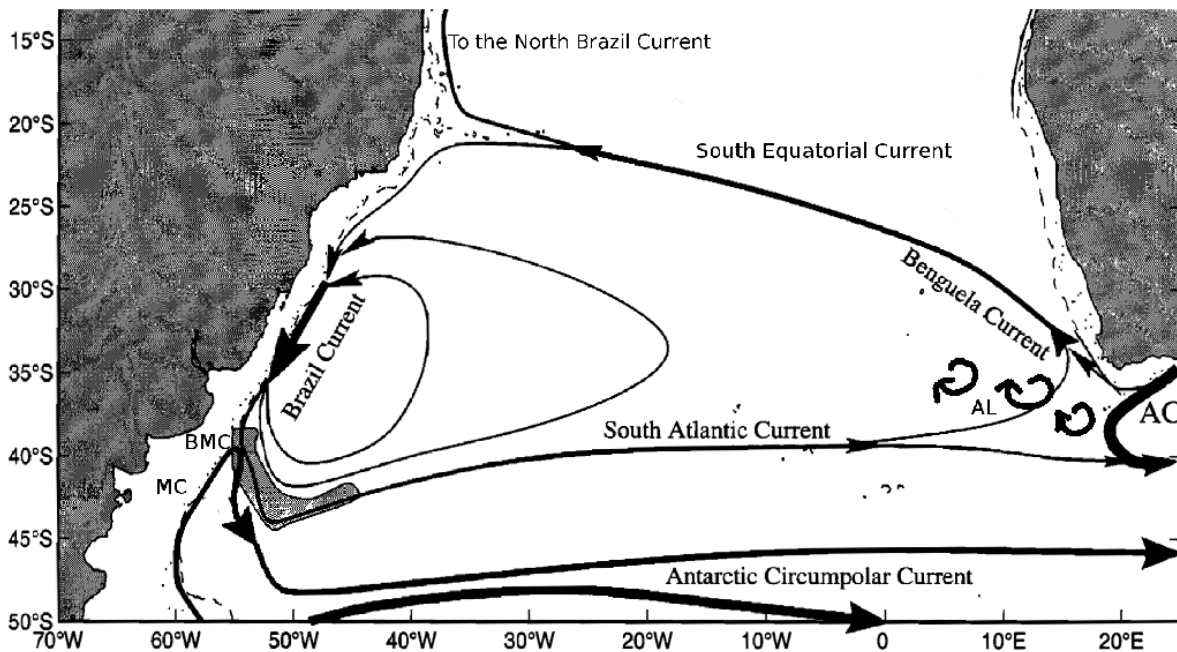 To the North Brazil Current
South Equatorial Current
Benguela Current
Brazil Current
AL
AC
South Atlantic Current
BMC
MC
Antarctic Circumpolar Current
15°S
20°S
25°S
30°S
35°S
40°S
45°S
50°S
70°W
60°W
50°W
40°W
30°W
20°W
10°W
0
10°E
20°E